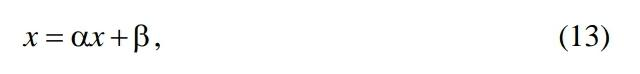 x = αx + β, (13)